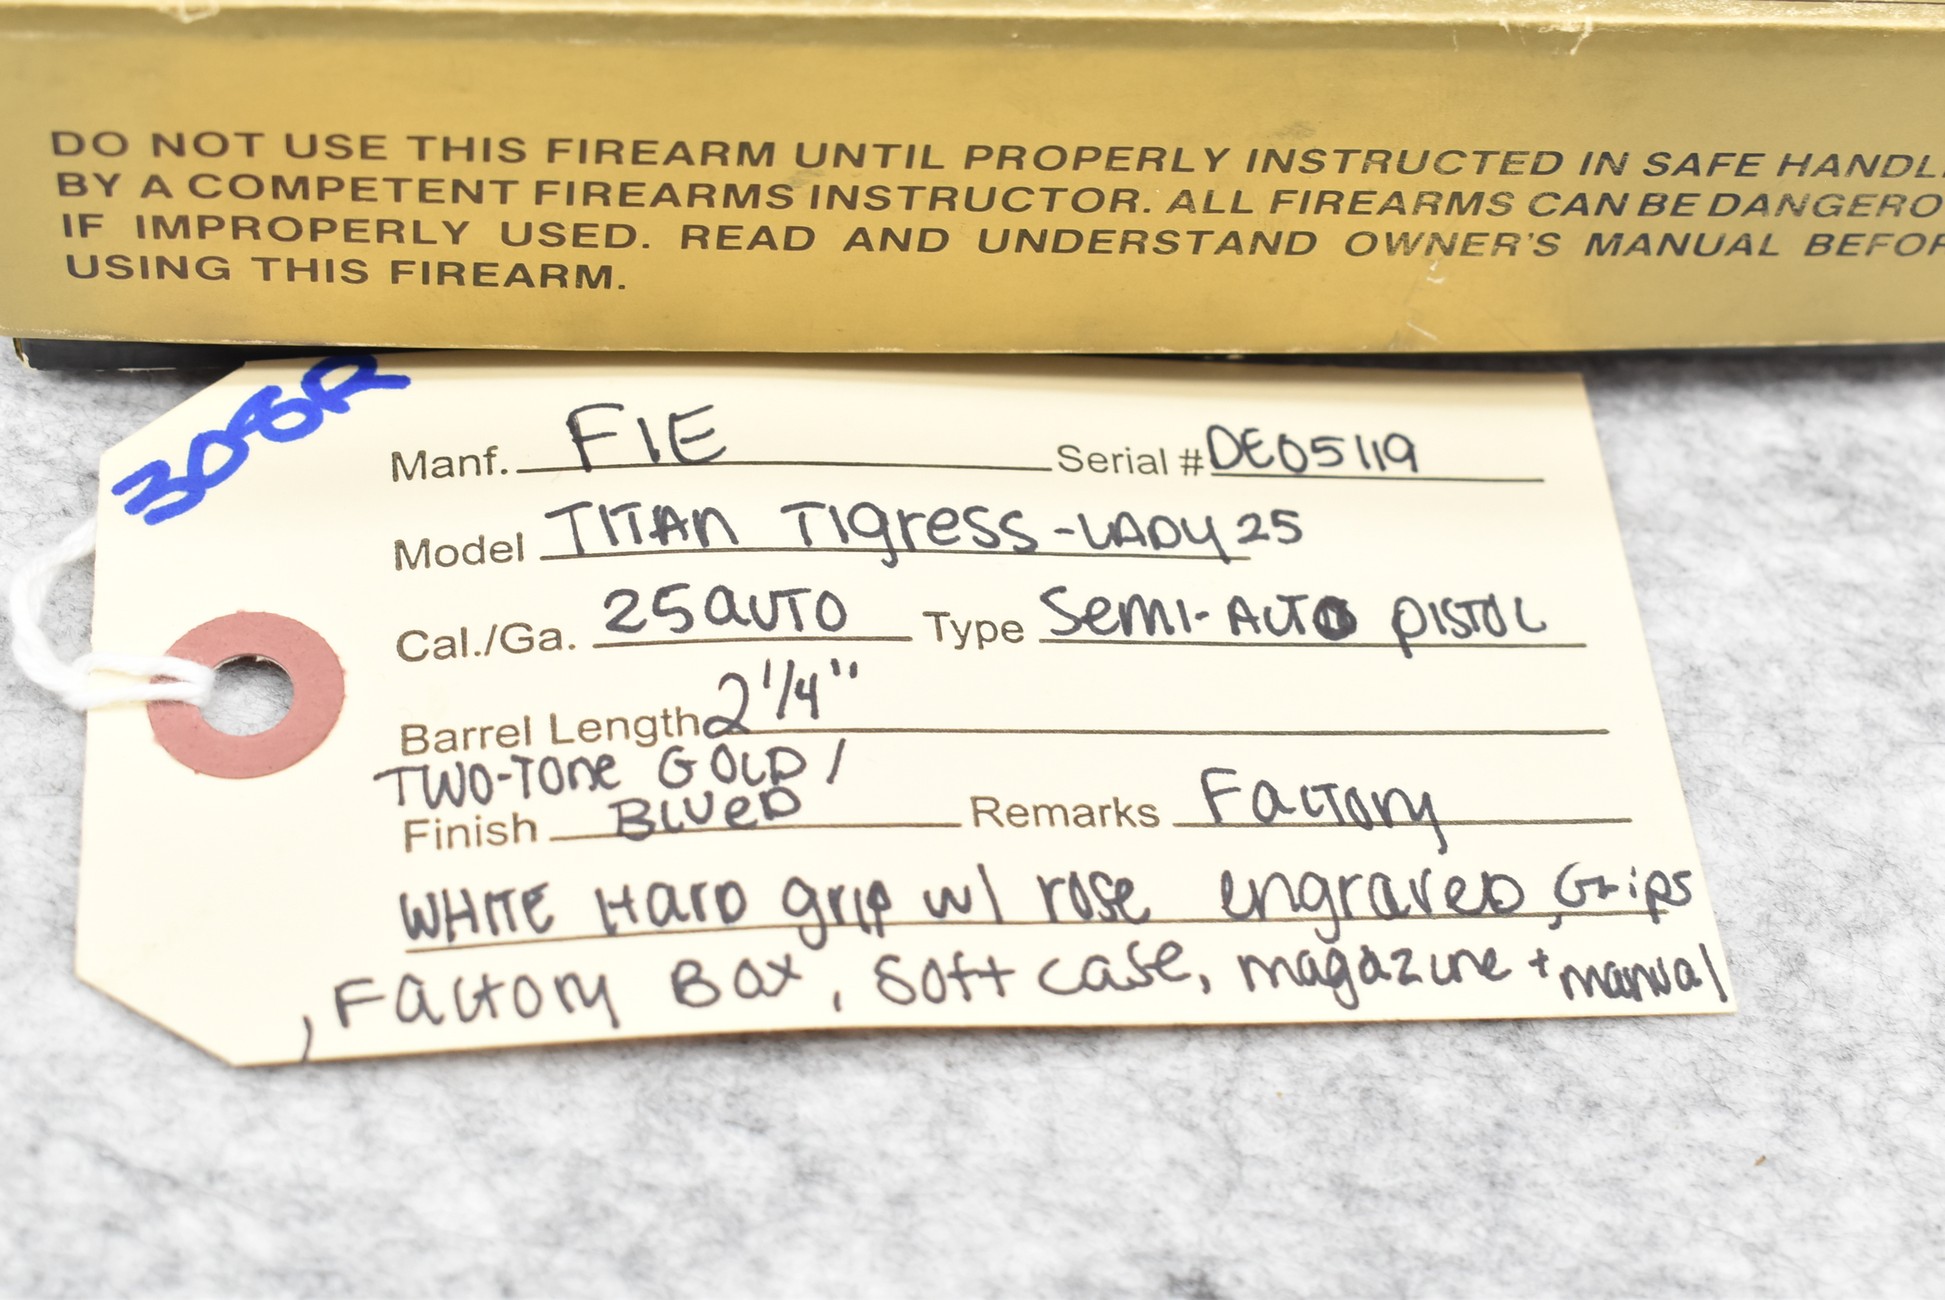 DO NOT USE THIS FIREARM UNTIL PROPERLY INSTRUCTED IN SAFE HANDL
BY A COMPETENT FIREARMS INSTRUCTOR. ALL FIREARMS CAN BE DANGERO
IF IMPROPERLY USED. READ AND UNDERSTAND OWNER'S MANUAL BEFOR
USING THIS FIREARM.
308R
Manf. FIE Serial # DE05119
Model TITAN Tigress-LADY 25
Cal./Ga. 25 auto Type Semi-Auto pistol
Barrel Length 2 1/4"
Two-Tone GOLD/
Finish BLUED Remarks Factory
WHITE Hard grip w/ rose engraved, Grips
, Factory Box, Soft case, magazine + manual